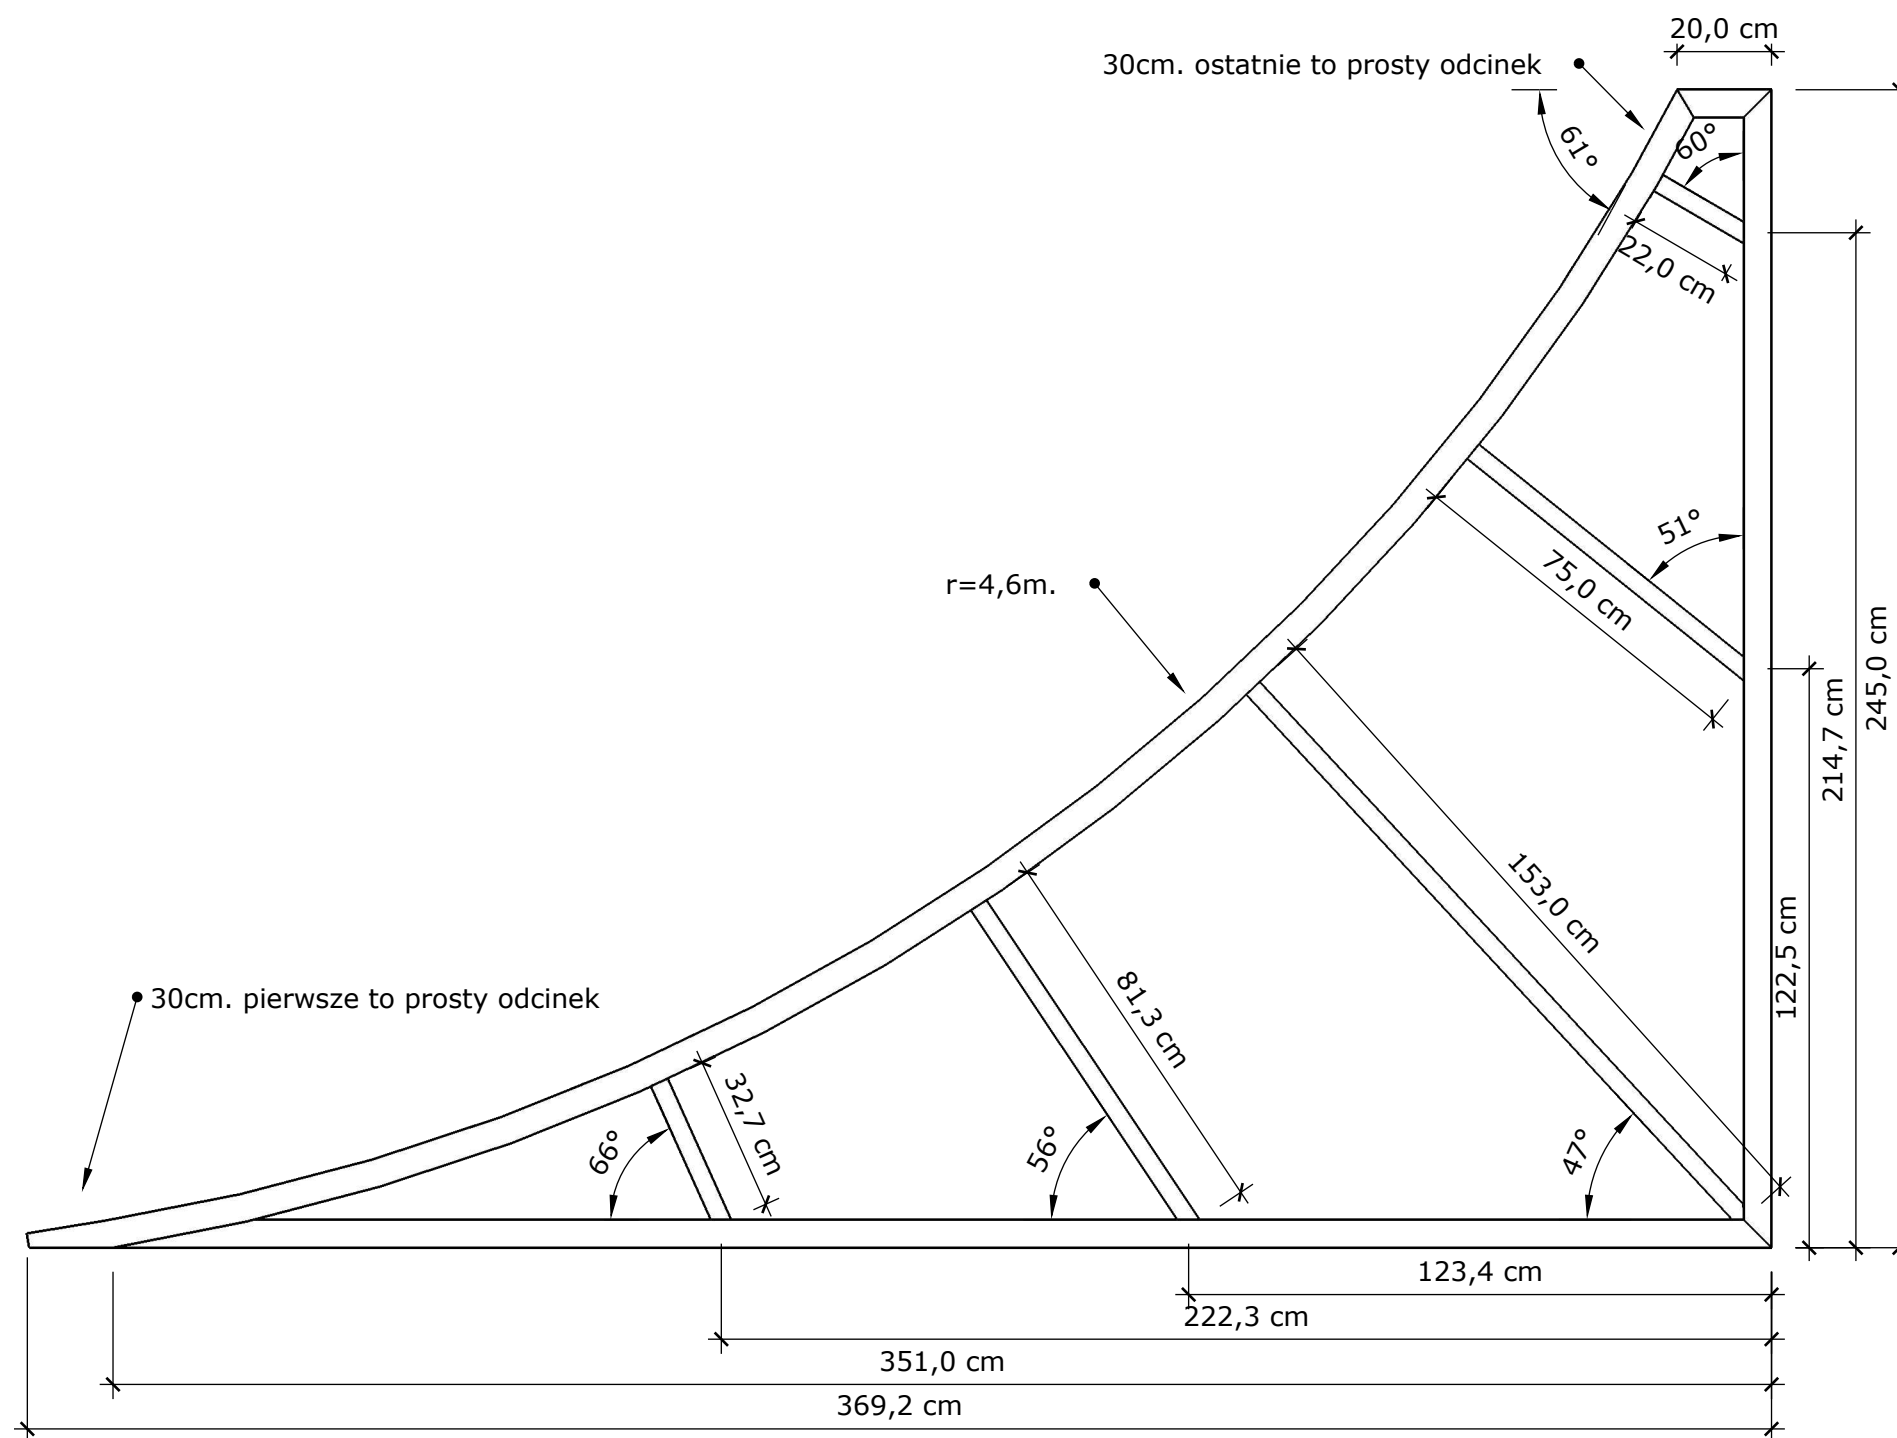 20,0 cm
30cm. ostatnie to prosty odcinek
61°
60°
22,0 cm
51°
75,0 cm
r=4,6m.
245,0 cm
214,7 cm
153,0 cm
122,5 cm
81,3 cm
30cm. pierwsze to prosty odcinek
32,7 cm
66°
56°
47°
123,4 cm
222,3 cm
351,0 cm
369,2 cm